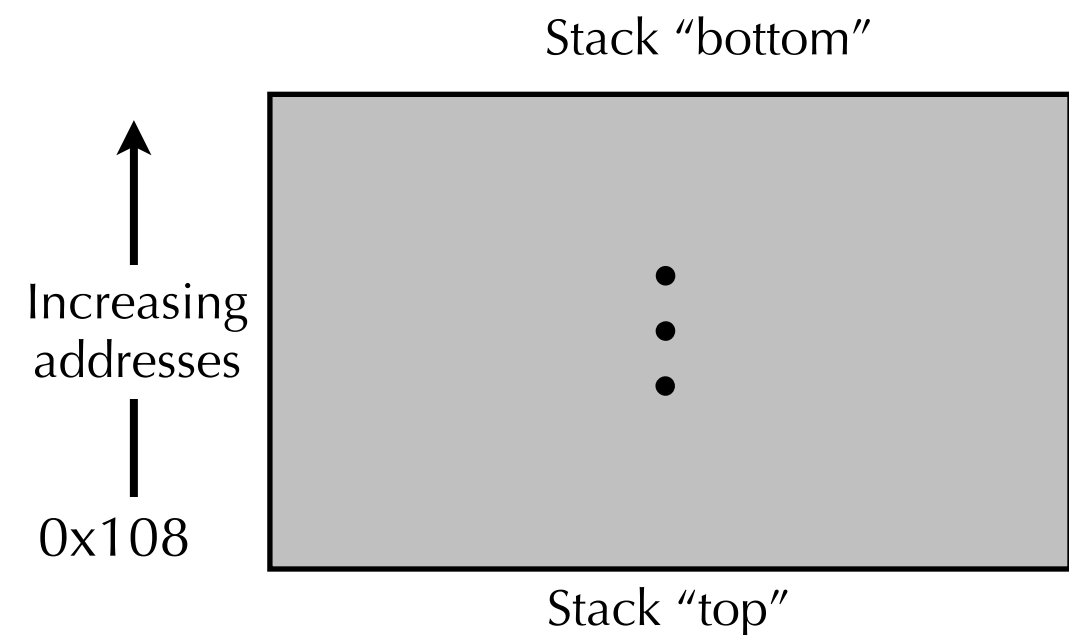 Stack “bottom”
Increasing
addresses
0x108
Stack “top”